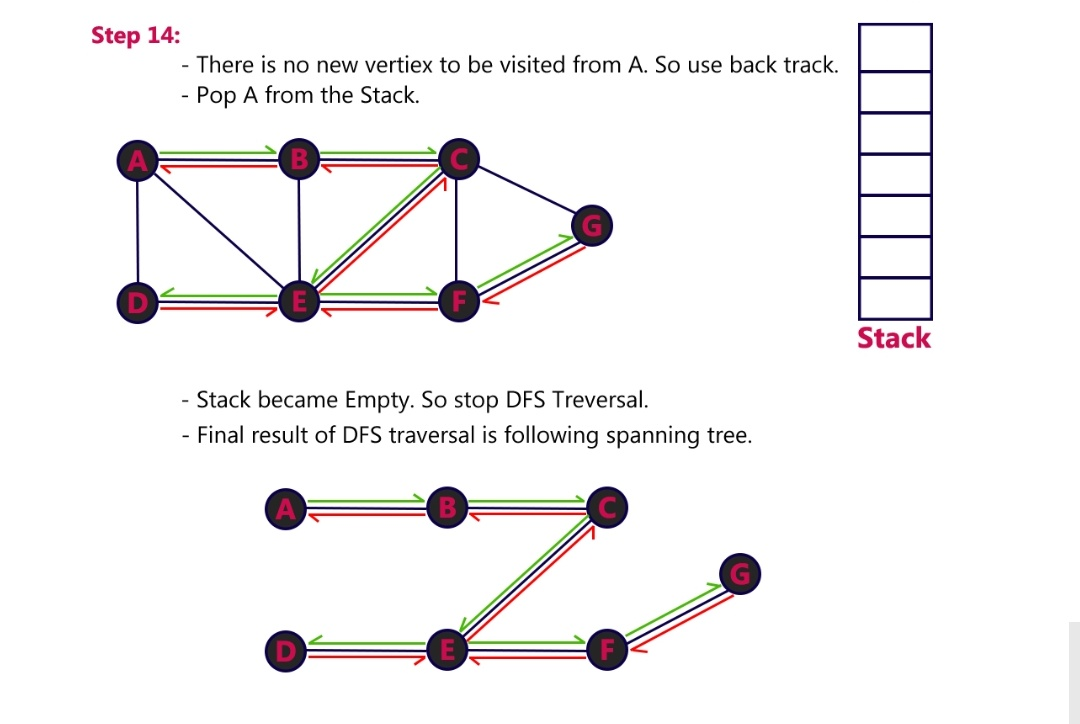 Step 14:
- There is no new vertiex to be visited from A. So use back track.
- Pop A from the Stack.
A B C
G
D E F
Stack
- Stack became Empty. So stop DFS Treversal.
- Final result of DFS traversal is following spanning tree.
A B C
G
D E F